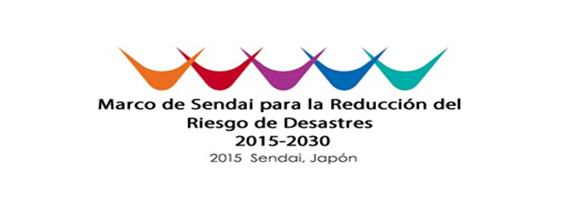 Marco de Sendai para la Reducción del
Riesgo de Desastres
2015-2030
2015 Sendai, Japón